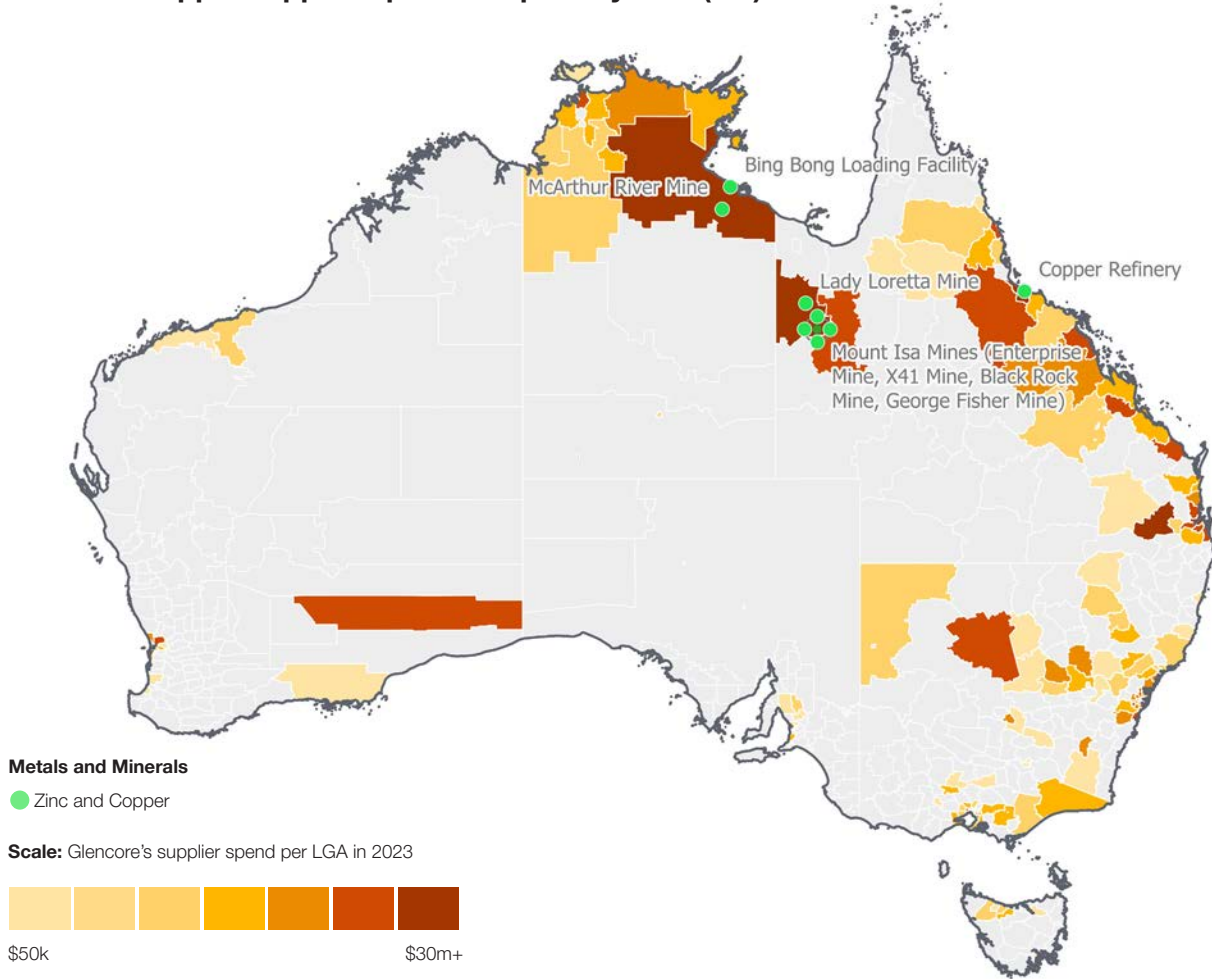 Bing Bong Loading Facility
McArthur River Mine
Lady Loretta Mine
Copper Refinery
Mount Isa Mines (Enterprise
Mine, X41 Mine, Black Rock
Mine, George Fisher Mine)
Metals and Minerals
Zinc and Copper
Scale: Glencore's supplier spend per LGA in 2023
$50k
$30m+